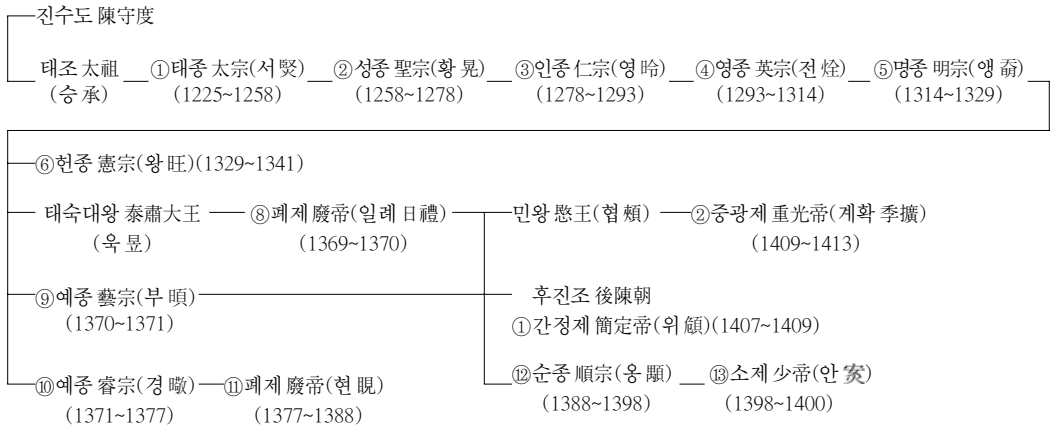 진수도 陳守度
태조 太祖 ①태종 太宗(서 煚) ②성종 聖宗(황 晃) ③인종 仁宗(영 昑) ④영종 英宗(전 烇) ⑤명종 明宗(앵 奣)
(승 承) (1225~1258) (1258~1278) (1278~1293) (1293~1314) (1314~1329)
⑥헌종 憲宗(왕 旺)(1329~1341)
태숙대왕 泰肅大王 ⑧폐제 廢帝(일례 日禮) 민왕 愍王(협 頰) ②중광제 重光帝(계확 季擴)
(욱 昱) (1369~1370) (1409~1413)
⑨예종 藝宗(부 頊) 후진조 後陳朝
(1370~1371) ①간정제 簡定帝(위 頠)(1407~1409)
⑩예종 睿宗(경 曔) ⑪폐제 廢帝(현 晛) ⑫순종 順宗(옹 顒) ⑬소제 少帝(안 㝃)
(1371~1377) (1377~1388) (1388~1398) (1398~1400)